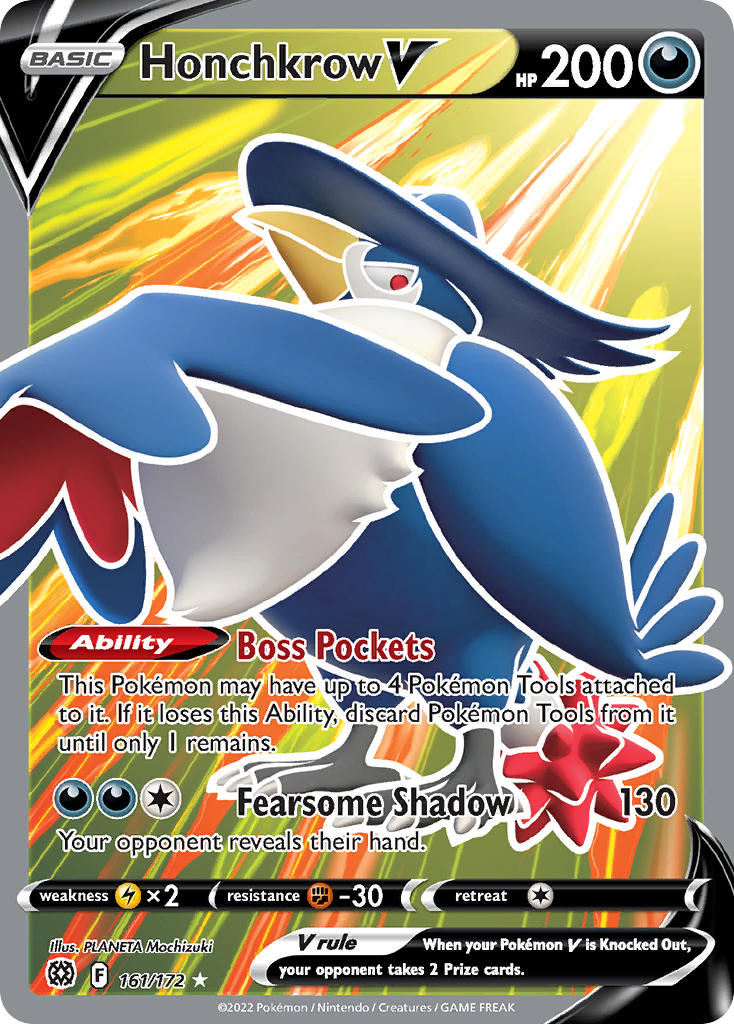 BASIC Honchkrow V HP 200
Ability Boss Pockets
This Pokémon may have up to 4 Pokémon Tools attached
to it. If it loses this Ability, discard Pokémon Tools from it
until only 1 remains.
Fearsome Shadow 130
Your opponent reveals their hand.
weakness ×2 resistance -30 retreat
Illus. PLANETA Mochizuki
V rule When your Pokémon V is Knocked Out,
your opponent takes 2 Prize cards.
F 161/172
©2022 Pokémon / Nintendo / Creatures / GAME FREAK